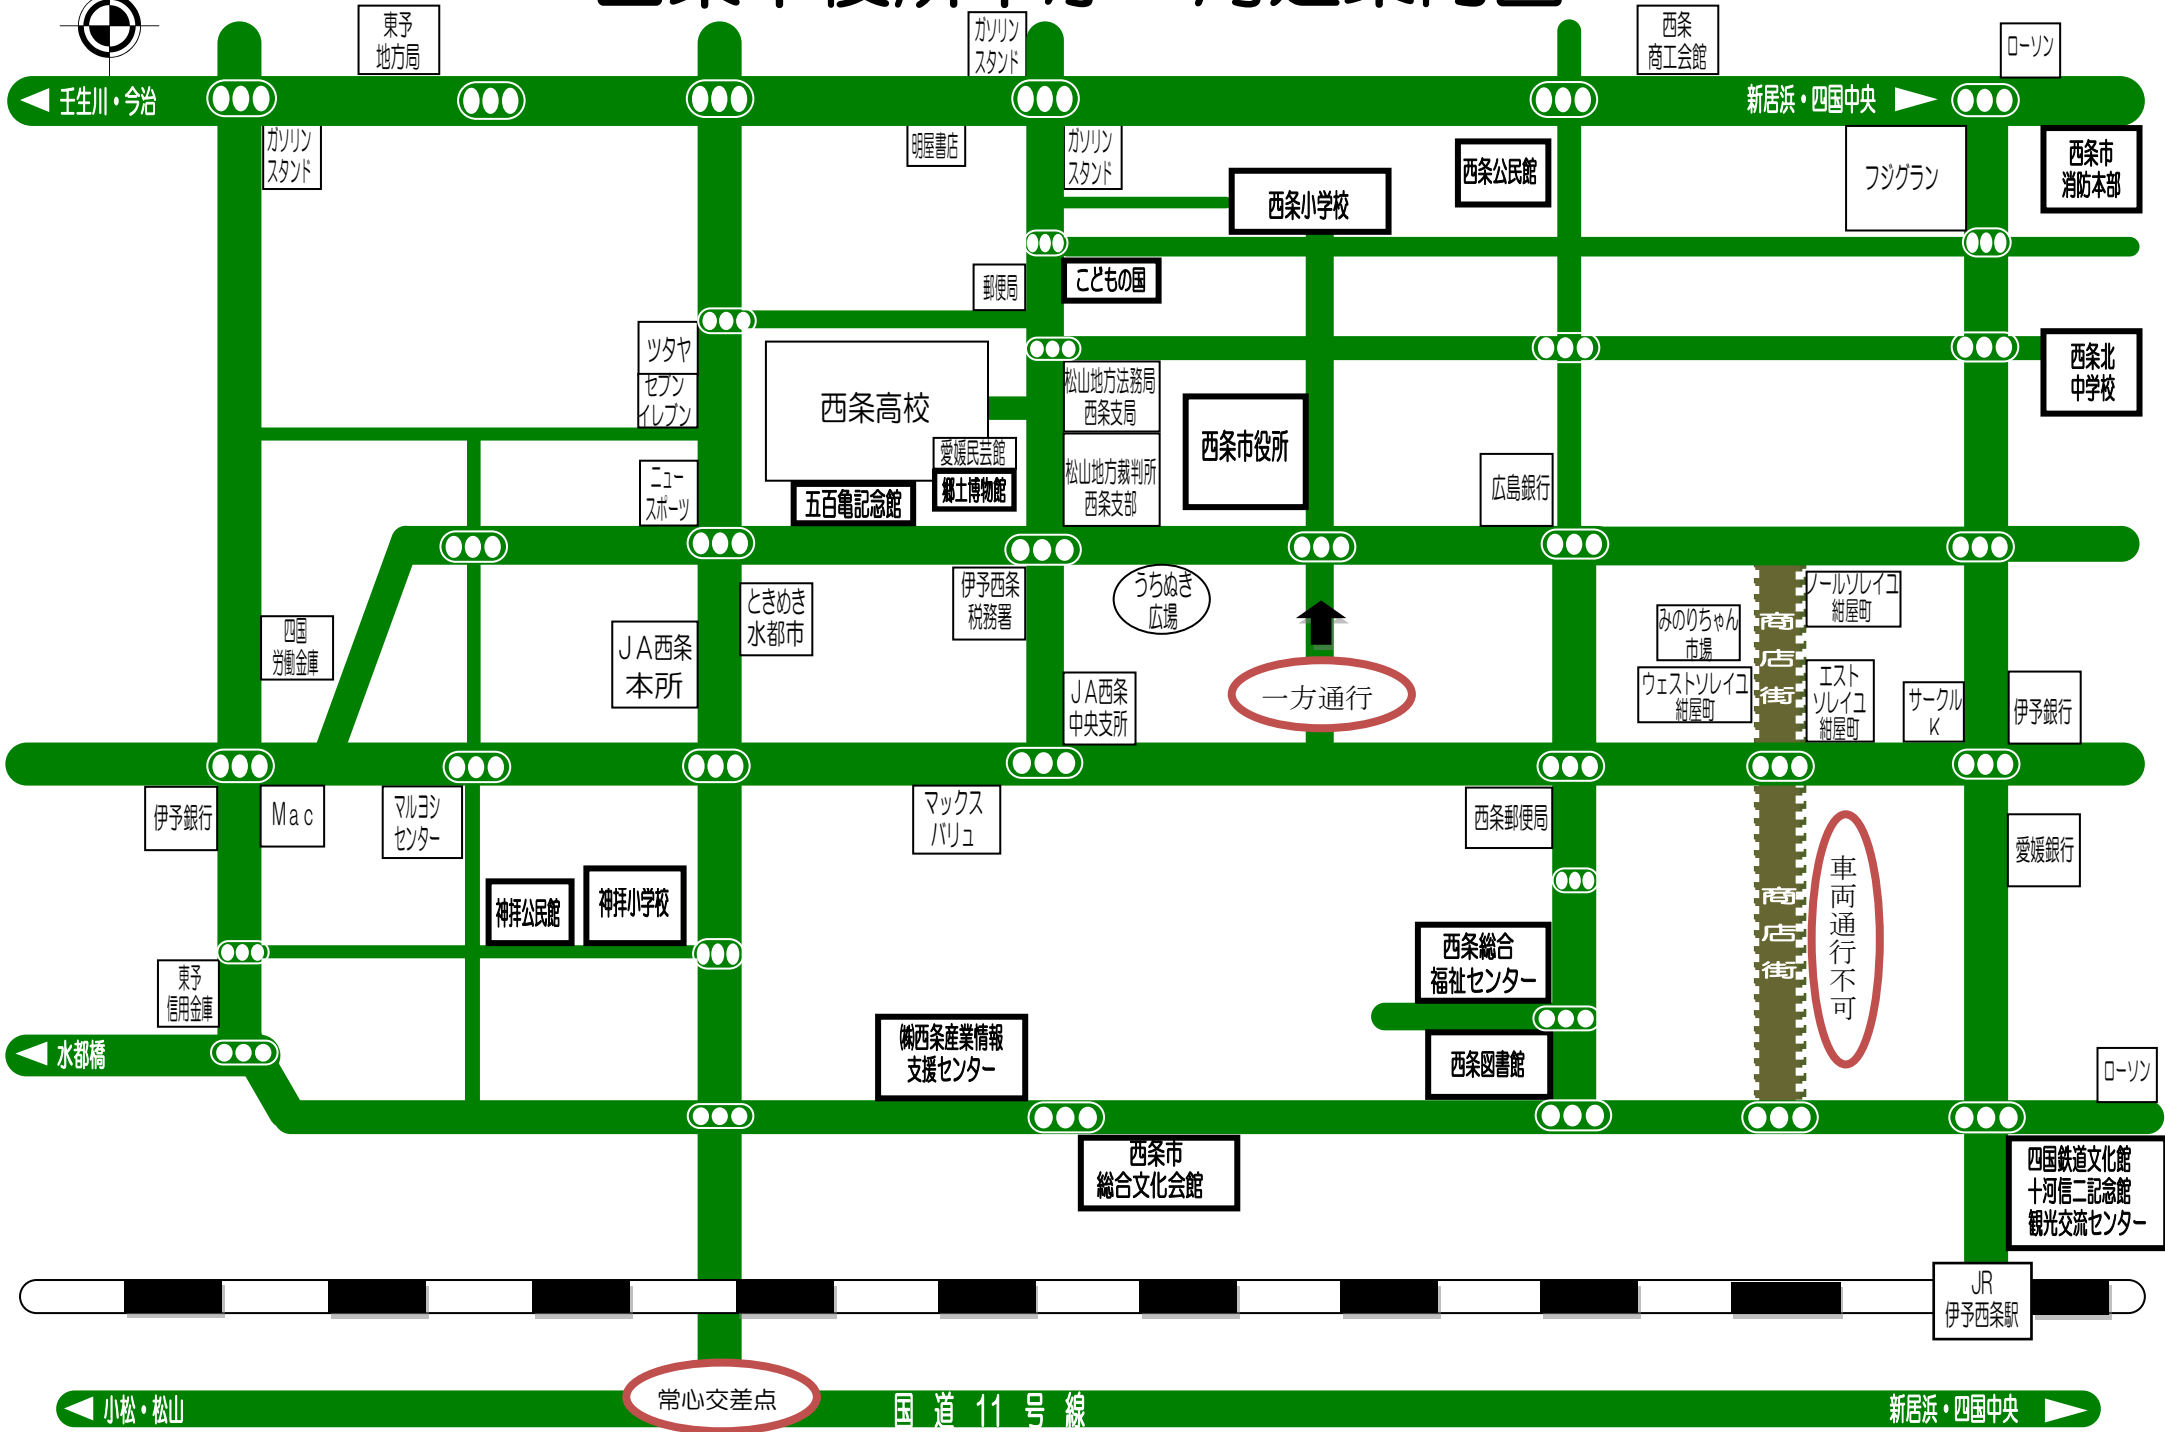 東予
地方局
ガソリン
スタンド
西条
商工会館
ローソン
壬生川・今治
新居浜・四国中央
ガソリン
スタンド
明屋書店
ガソリン
スタンド
西条小学校
西条公民館
フジグラン
西条市
消防本部
郵便局
こどもの国
ツタヤ
セブン
イレブン
西条高校
松山地方法務局
西条支局
西条市役所
西条北
中学校
愛媛民芸館
郷土博物館
五百亀記念館
ニュー
スポーツ
松山地方裁判所
西条支部
広島銀行
四国
労働金庫
ときめき
水都市
JA西条
本所
伊予西条
税務署
うちぬき
広場
JA西条
中央支所
一方通行
みのりちゃん
市場
ウェストソレイユ
紺屋町
商
店
街
ノールソレイユ
紺屋町
エスト
ソレイユ
紺屋町
サークル
K
伊予銀行
伊予銀行
Mac
マルヨシ
センター
マックス
バリュ
西条郵便局
愛媛銀行
神拝公民館
神拝小学校
商
店
街
車両通行不可
西条総合
福祉センター
東予
信用金庫
水都橋
㈱西条産業情報
支援センター
西条図書館
ローソン
西条市
総合文化会館
四国鉄道文化館
十河信二記念館
観光交流センター
JR
伊予西条駅
常心交差点
小松・松山
国道11号線
新居浜・四国中央